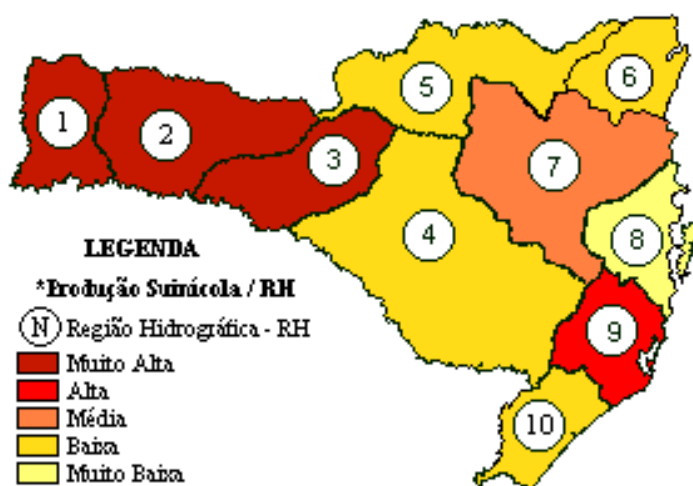 5
6
1
2
3
7
4
8
9
10
LEGENDA
*Produção Suinícola / RH
N Região Hidrográfica - RH
Muito Alta
Alta
Média
Baixa
Muito Baixa